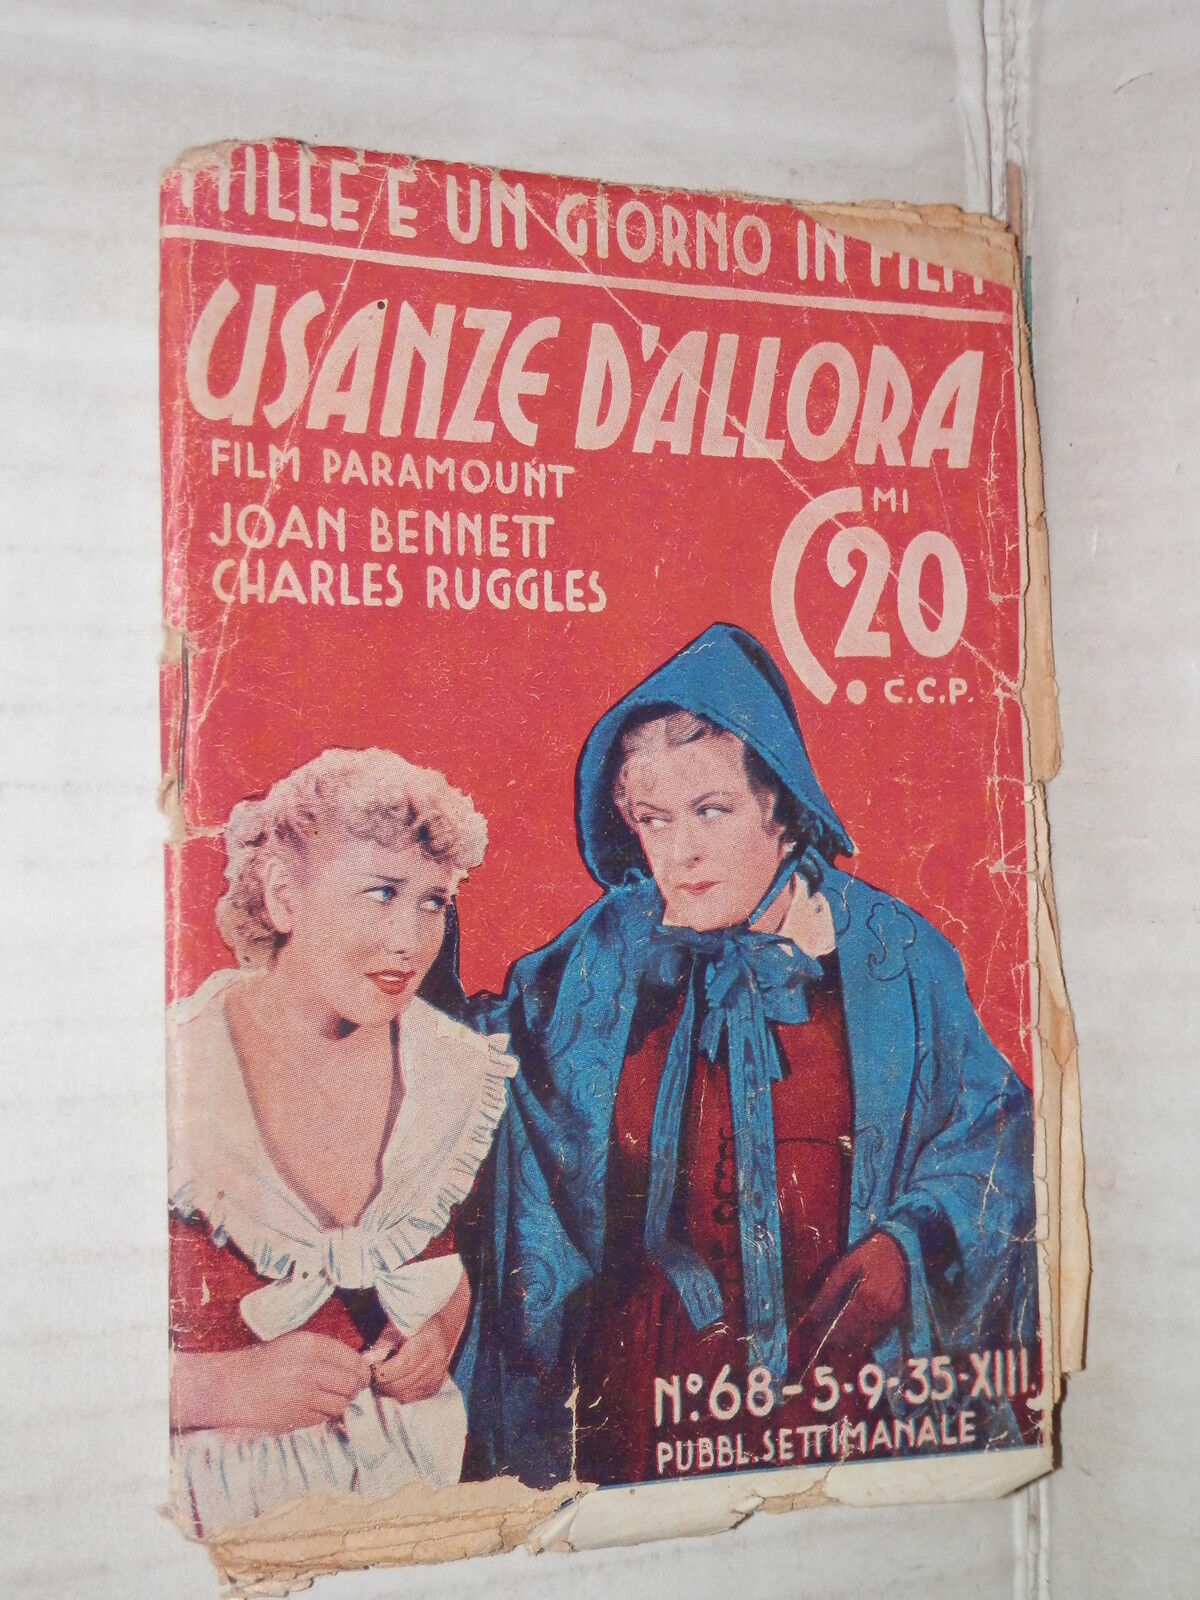 MILLE E UN GIORNO IN FILM
USANZE D'ALLORA
FILM PARAMOUNT
JOAN BENNETT
CHARLES RUGGLES
C.MI 20
C.C.P.
N.º 68-5-9-35-XIII.
PUBBL. SETTIMANALE